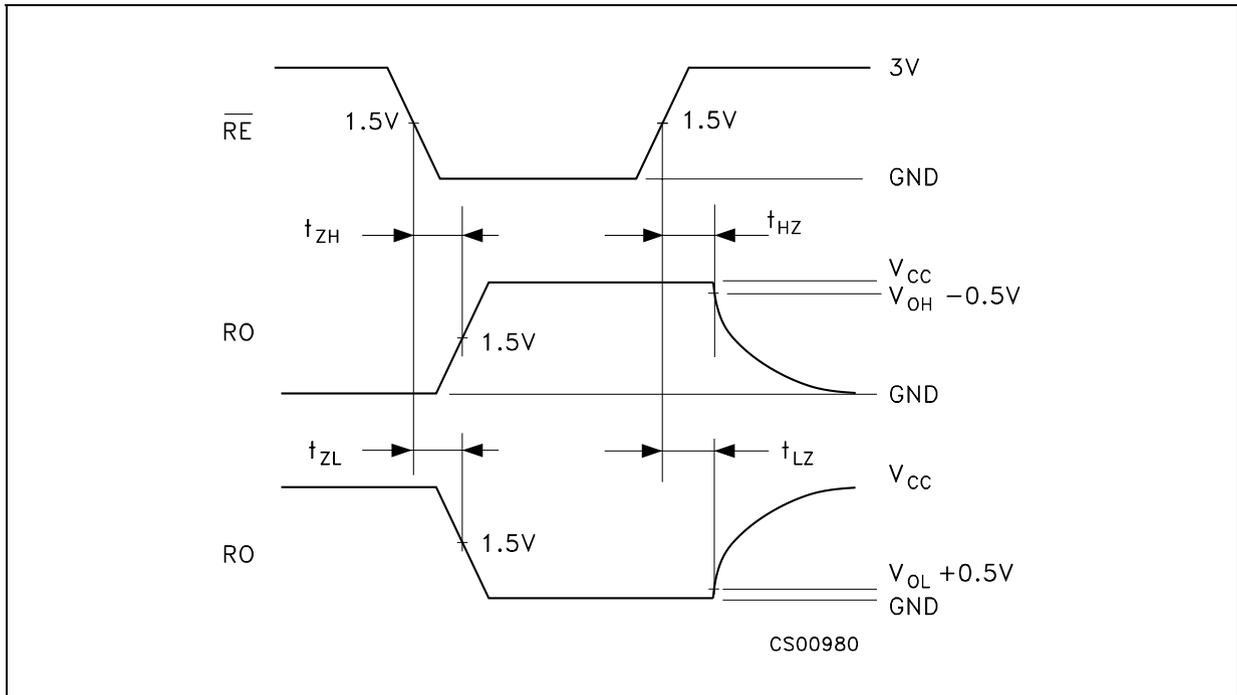 3V
R̅E̅
1.5V
1.5V
GND
tZH
tHZ
VCC
VOH −0.5V
RO
1.5V
GND
tZL
tLZ
VCC
RO
1.5V
VOL +0.5V
GND
CS00980